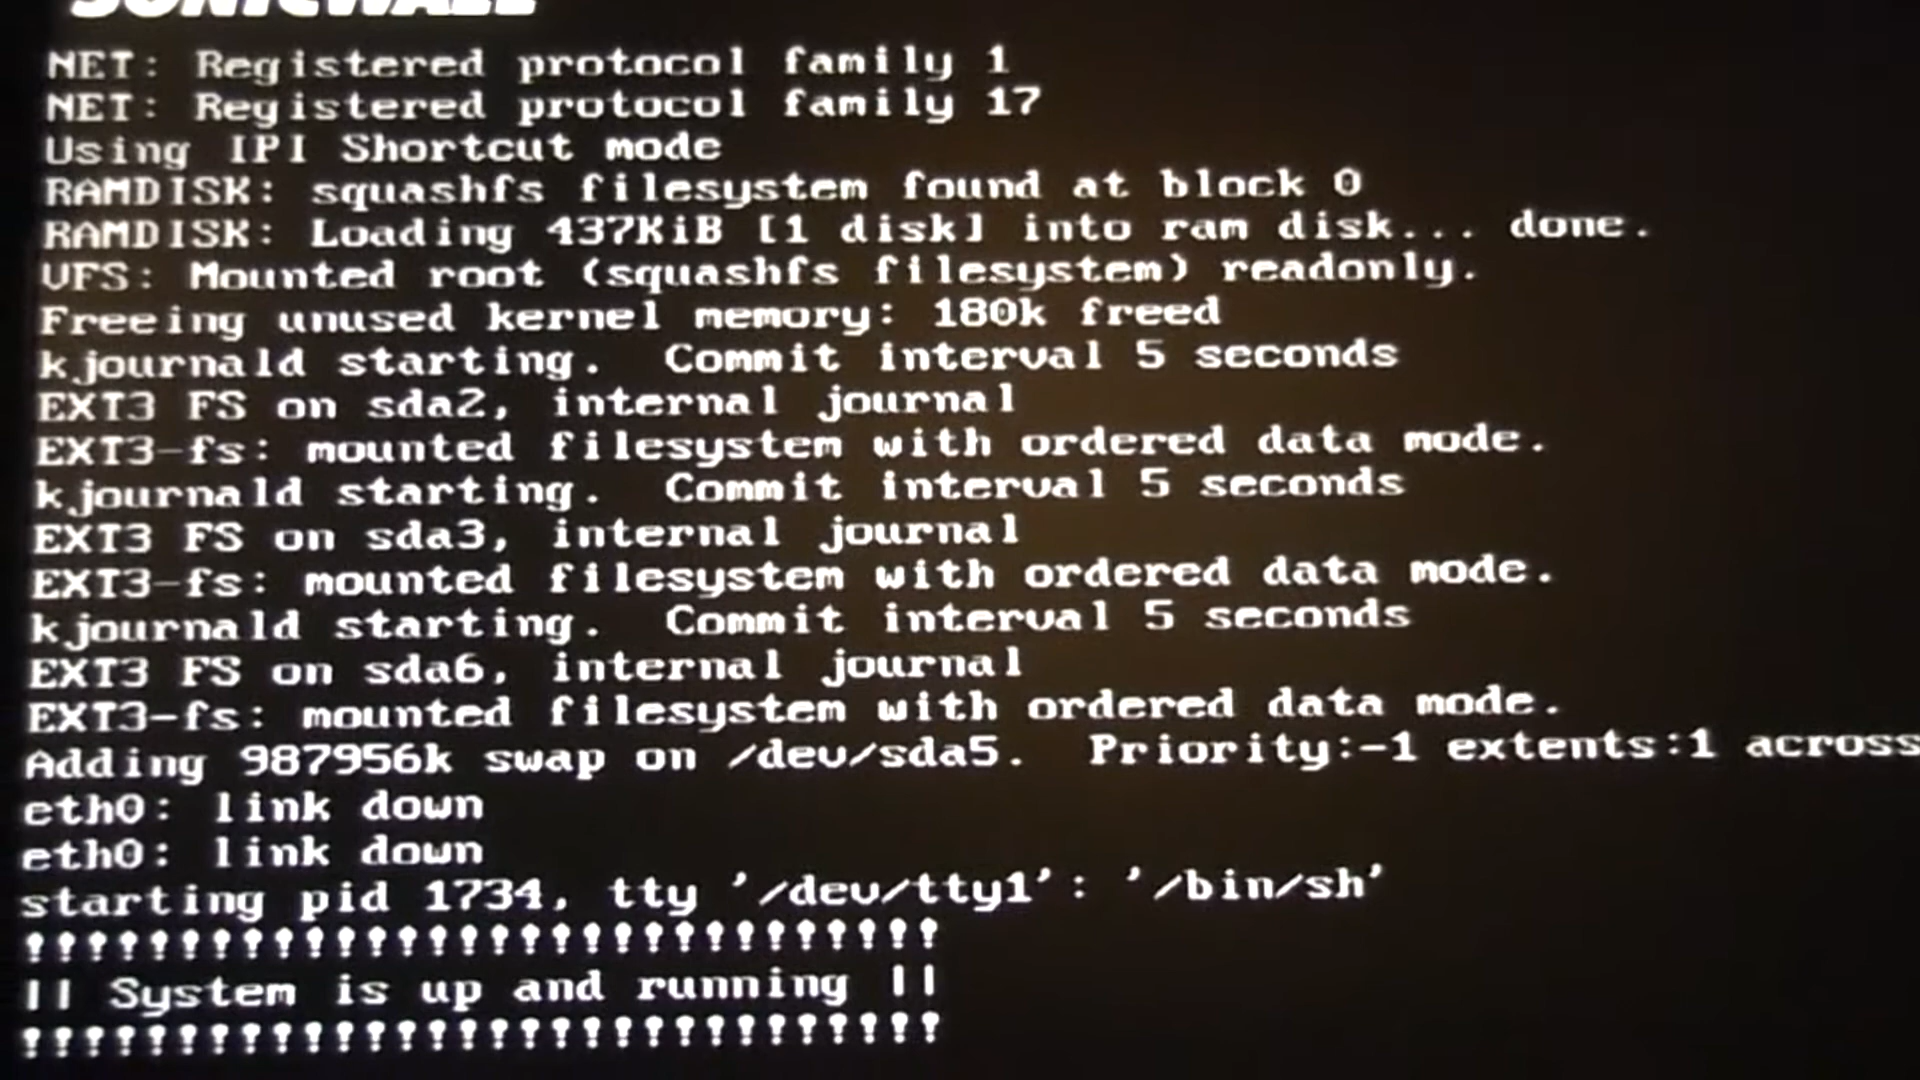 SONICWALL
NET: Registered protocol family 1
NET: Registered protocol family 17
Using IPI Shortcut mode
RAMDISK: squashfs filesystem found at block 0
RAMDISK: Loading 437KiB [1 disk] into ram disk... done.
VFS: Mounted root (squashfs filesystem) readonly.
Freeing unused kernel memory: 180k freed
kjournald starting.  Commit interval 5 seconds
EXT3 FS on sda2, internal journal
EXT3-fs: mounted filesystem with ordered data mode.
kjournald starting.  Commit interval 5 seconds
EXT3 FS on sda3, internal journal
EXT3-fs: mounted filesystem with ordered data mode.
kjournald starting.  Commit interval 5 seconds
EXT3 FS on sda6, internal journal
EXT3-fs: mounted filesystem with ordered data mode.
Adding 987956k swap on /dev/sda5.  Priority:-1 extents:1 across
eth0: link down
eth0: link down
starting pid 1734, tty '/dev/tty1': '/bin/sh'
!!!!!!!!!!!!!!!!!!!!!!!!!!!!!!
|| System is up and running ||
!!!!!!!!!!!!!!!!!!!!!!!!!!!!!!